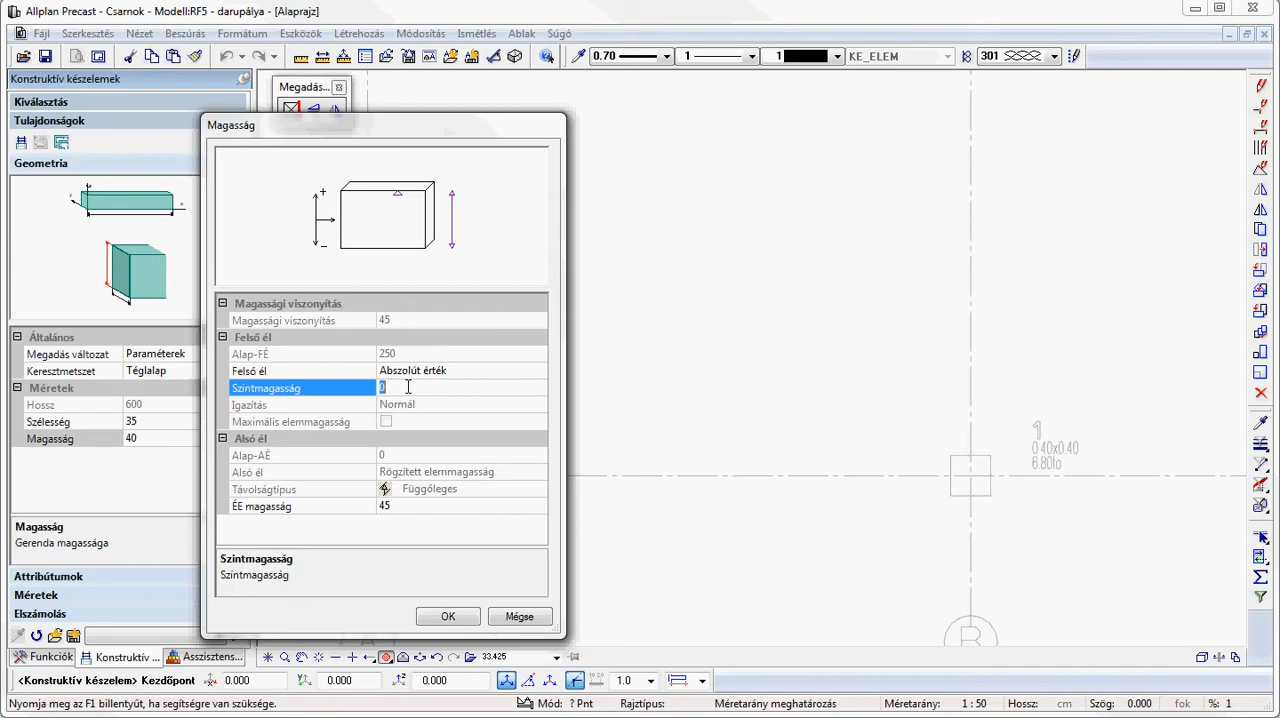 Allplan Precast - Csarnok - Modell:RF5 - darupálya - [Alaprajz]
Fájl Szerkesztés Nézet Beszúrás Formátum Eszközök Létrehozás Módosítás Ismétlés Ablak Súgó
0.70 1 1 KE_ELEM 301
Konstruktív készelemek
Kiválasztás
Tulajdonságok
Geometria
Általános
Megadás változat Paraméterek
Keresztmetszet Téglalap
Méretek
Hossz 600
Szélesség 35
Magasság 40
Magasság
Gerenda magassága
Attribútumok
Méretek
Elszámolás
Funkciók Konstruktív ... Asszisztens...
Megadás...
Magasság
+
−
Magassági viszonyítás
Magassági viszonyítás 45
Felső él
Alap-FÉ 250
Felső él Abszolút érték
Szintmagasság 0
Igazítás Normál
Maximális elemmagasság
Alsó él
Alap-AÉ 0
Alsó él Rögzített elemmagasság
Távolságtípus Függőleges
ÉE magasság 45
Szintmagasság
Szintmagasság
OK Mégse
1
0.40x0.40
6.80to
B
33.425
<Konstruktív készelem> Kezdőpont 0.000 0.000 0.000 1.0
Nyomja meg az F1 billentyűt, ha segítségre van szüksége. Mód: ? Pnt Rajztípus: Méretarány meghatározás Méretarány: 1 : 50 Hossz: cm Szög: 0.000 fok %: 1